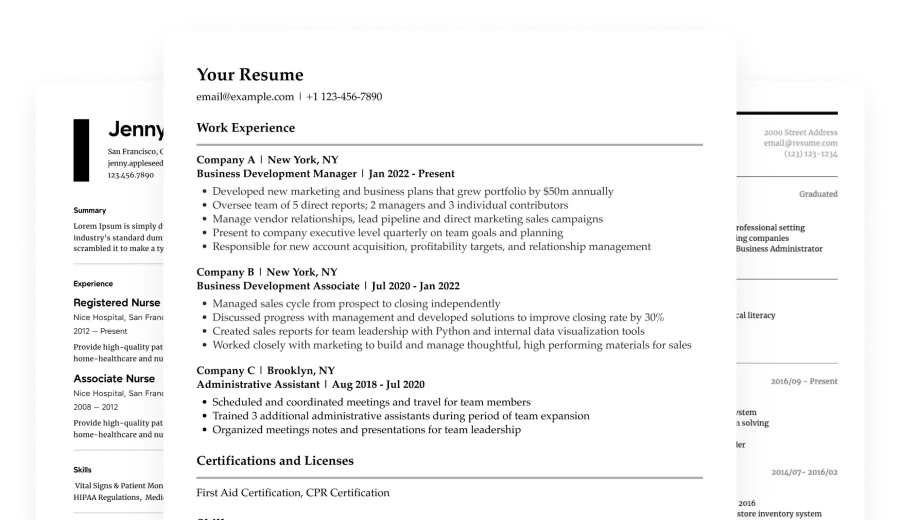 Your Resume
email@example.com | +1 123-456-7890
Work Experience
Company A | New York, NY
Business Development Manager | Jan 2022 - Present
• Developed new marketing and business plans that grew portfolio by $50m annually
• Oversee team of 5 direct reports; 2 managers and 3 individual contributors
• Manage vendor relationships, lead pipeline and direct marketing sales campaigns
• Present to company executive level quarterly on team goals and planning
• Responsible for new account acquisition, profitability targets, and relationship management
Company B | New York, NY
Business Development Associate | Jul 2020 - Jan 2022
• Managed sales cycle from prospect to closing independently
• Discussed progress with management and developed solutions to improve closing rate by 30%
• Created sales reports for team leadership with Python and internal data visualization tools
• Worked closely with marketing to build and manage thoughtful, high performing materials for sales
Company C | Brooklyn, NY
Administrative Assistant | Aug 2018 - Jul 2020
• Scheduled and coordinated meetings and travel for team members
• Trained 3 additional administrative assistants during period of team expansion
• Organized meetings notes and presentations for team leadership
Certifications and Licenses
First Aid Certification, CPR Certification
Jenny
San Francisco,
jenny.appleseed
123.456.7890
Summary
Lorem Ipsum is simply
industry's standard dum
scrambled it to make a ty
Experience
Registered Nurse
Nice Hospital, San Franc
2012 – Present
Provide high-quality pat
home-healthcare and nu
Associate Nurse
Nice Hospital, San Franc
2008 – 2012
Provide high-quality pat
home-healthcare and nu
Skills
Vital Signs & Patient Mon
HIPAA Regulations, Medi
2000 Street Address
email@resume.com
(123) 123-1234
Graduated
rofessional setting
ing companies
Business Administrator
cal literacy
2016/09 - Present
ystem
solving
ler
2014/07- 2016/02
2016
store inventory system